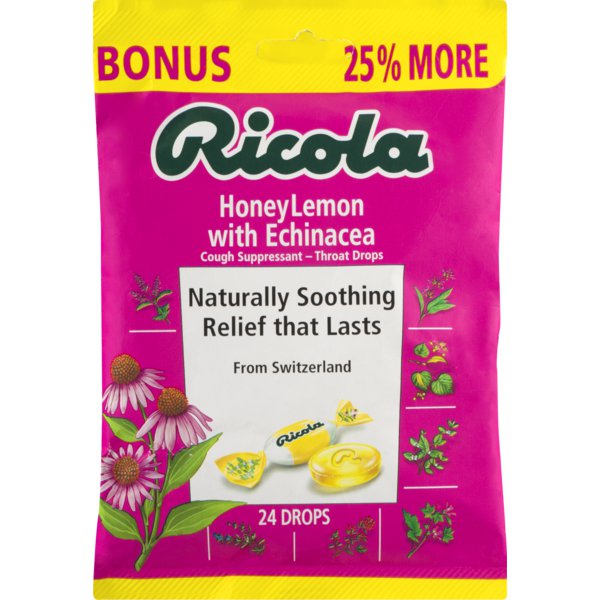 BONUS 25% MORE
Ricola
HoneyLemon
with Echinacea
Cough Suppressant – Throat Drops
Naturally Soothing
Relief that Lasts
From Switzerland
Ricola
24 DROPS